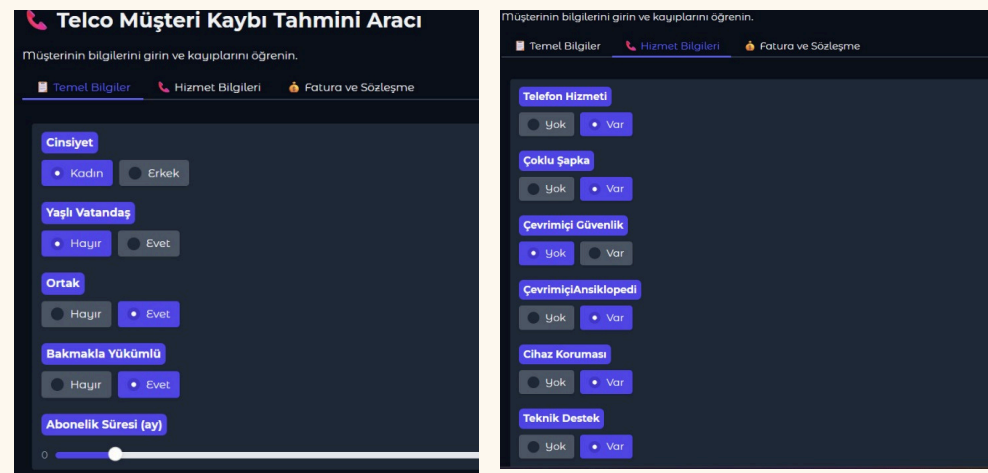 Telco Müşteri Kaybı Tahmini Aracı
Müşterinin bilgilerini girin ve kayıplarını öğrenin.
Temel Bilgiler Hizmet Bilgileri Fatura ve Sözleşme
Cinsiyet
Kadın Erkek
Yaşlı Vatandaş
Hayır Evet
Ortak
Hayır Evet
Bakmakla Yükümlü
Hayır Evet
Abonelik Süresi (ay)
0
Müşterinin bilgilerini girin ve kayıplarını öğrenin.
Temel Bilgiler Hizmet Bilgileri Fatura ve Sözleşme
Telefon Hizmeti
Yok Var
Çoklu Şapka
Yok Var
Çevrimiçi Güvenlik
Yok Var
ÇevrimiçiAnsiklopedi
Yok Var
Cihaz Koruması
Yok Var
Teknik Destek
Yok Var